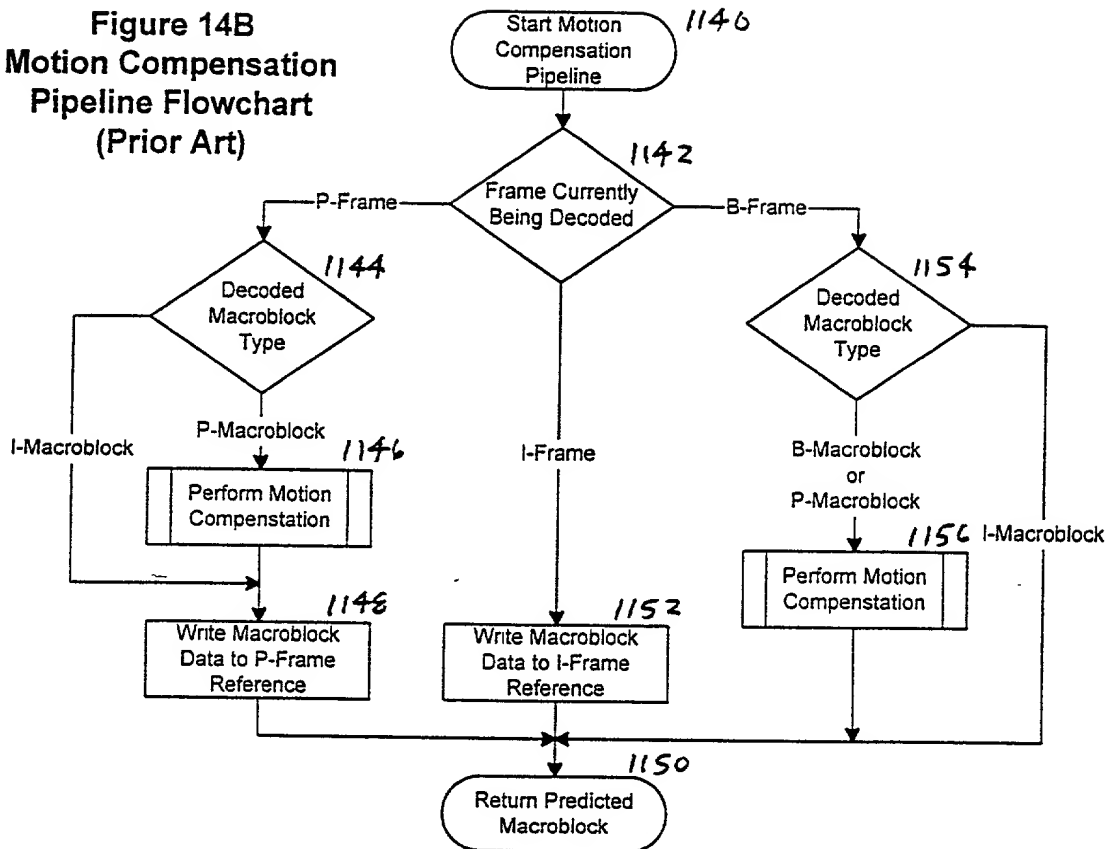 Figure 14B
Motion Compensation
Pipeline Flowchart
(Prior Art)
Start Motion
Compensation
Pipeline
1140
Frame Currently
Being Decoded
1142
P-Frame
B-Frame
Decoded
Macroblock
Type
1144
Decoded
Macroblock
Type
1154
I-Macroblock
P-Macroblock
I-Frame
B-Macroblock
or
P-Macroblock
I-Macroblock
1146
Perform Motion
Compenstation
1156
Perform Motion
Compenstation
1148
Write Macroblock
Data to P-Frame
Reference
1152
Write Macroblock
Data to I-Frame
Reference
1150
Return Predicted
Macroblock